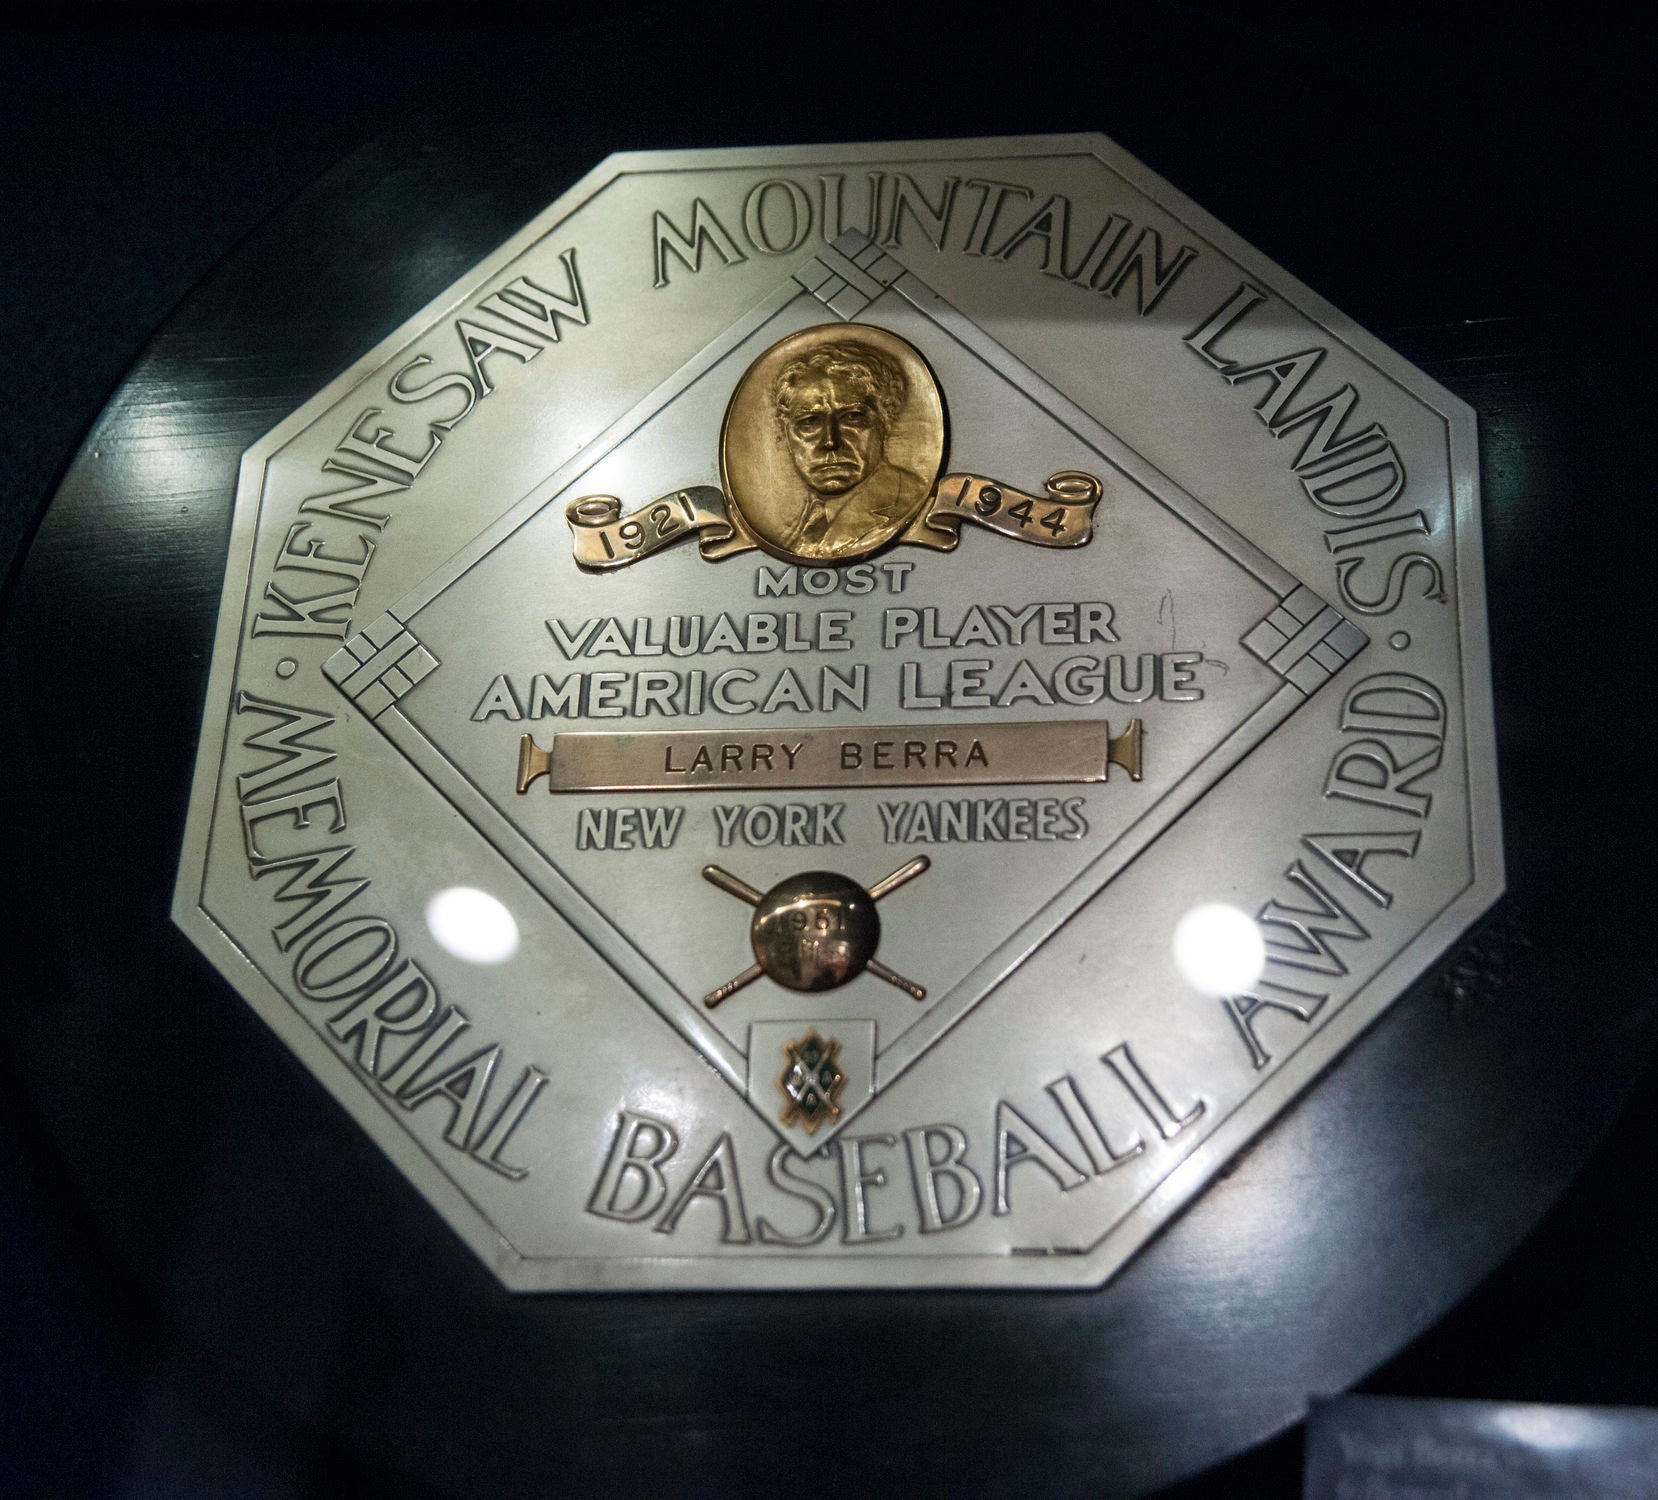 · KENESAW MOUNTAIN LANDIS ·
MEMORIAL BASEBALL AWARD
1921 1944
MOST
VALUABLE PLAYER
AMERICAN LEAGUE
LARRY BERRA
NEW YORK YANKEES
1951